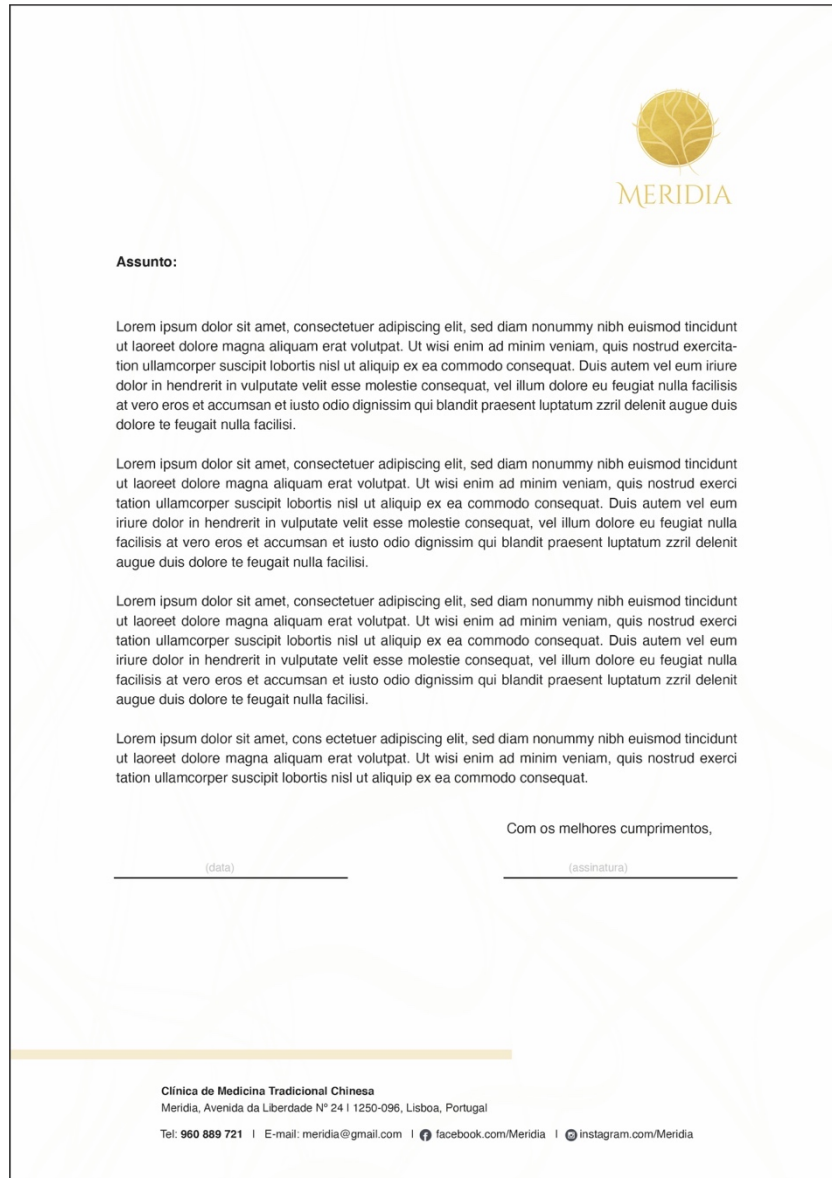 MERIDIA
Assunto:
Lorem ipsum dolor sit amet, consectetuer adipiscing elit, sed diam nonummy nibh euismod tincidunt
ut laoreet dolore magna aliquam erat volutpat. Ut wisi enim ad minim veniam, quis nostrud exercita-
tion ullamcorper suscipit lobortis nisl ut aliquip ex ea commodo consequat. Duis autem vel eum iriure
dolor in hendrerit in vulputate velit esse molestie consequat, vel illum dolore eu feugiat nulla facilisis
at vero eros et accumsan et iusto odio dignissim qui blandit praesent luptatum zzril delenit augue duis
dolore te feugait nulla facilisi.
Lorem ipsum dolor sit amet, consectetuer adipiscing elit, sed diam nonummy nibh euismod tincidunt
ut laoreet dolore magna aliquam erat volutpat. Ut wisi enim ad minim veniam, quis nostrud exerci
tation ullamcorper suscipit lobortis nisl ut aliquip ex ea commodo consequat. Duis autem vel eum
iriure dolor in hendrerit in vulputate velit esse molestie consequat, vel illum dolore eu feugiat nulla
facilisis at vero eros et accumsan et iusto odio dignissim qui blandit praesent luptatum zzril delenit
augue duis dolore te feugait nulla facilisi.
Lorem ipsum dolor sit amet, consectetuer adipiscing elit, sed diam nonummy nibh euismod tincidunt
ut laoreet dolore magna aliquam erat volutpat. Ut wisi enim ad minim veniam, quis nostrud exerci
tation ullamcorper suscipit lobortis nisl ut aliquip ex ea commodo consequat. Duis autem vel eum
iriure dolor in hendrerit in vulputate velit esse molestie consequat, vel illum dolore eu feugiat nulla
facilisis at vero eros et accumsan et iusto odio dignissim qui blandit praesent luptatum zzril delenit
augue duis dolore te feugait nulla facilisi.
Lorem ipsum dolor sit amet, cons ectetuer adipiscing elit, sed diam nonummy nibh euismod tincidunt
ut laoreet dolore magna aliquam erat volutpat. Ut wisi enim ad minim veniam, quis nostrud exerci
tation ullamcorper suscipit lobortis nisl ut aliquip ex ea commodo consequat.
Com os melhores cumprimentos,
(data) (assinatura)
Clínica de Medicina Tradicional Chinesa
Meridia, Avenida da Liberdade Nº 24 I 1250-096, Lisboa, Portugal
Tel: 960 889 721 I E-mail: meridia@gmail.com I facebook.com/Meridia I instagram.com/Meridia